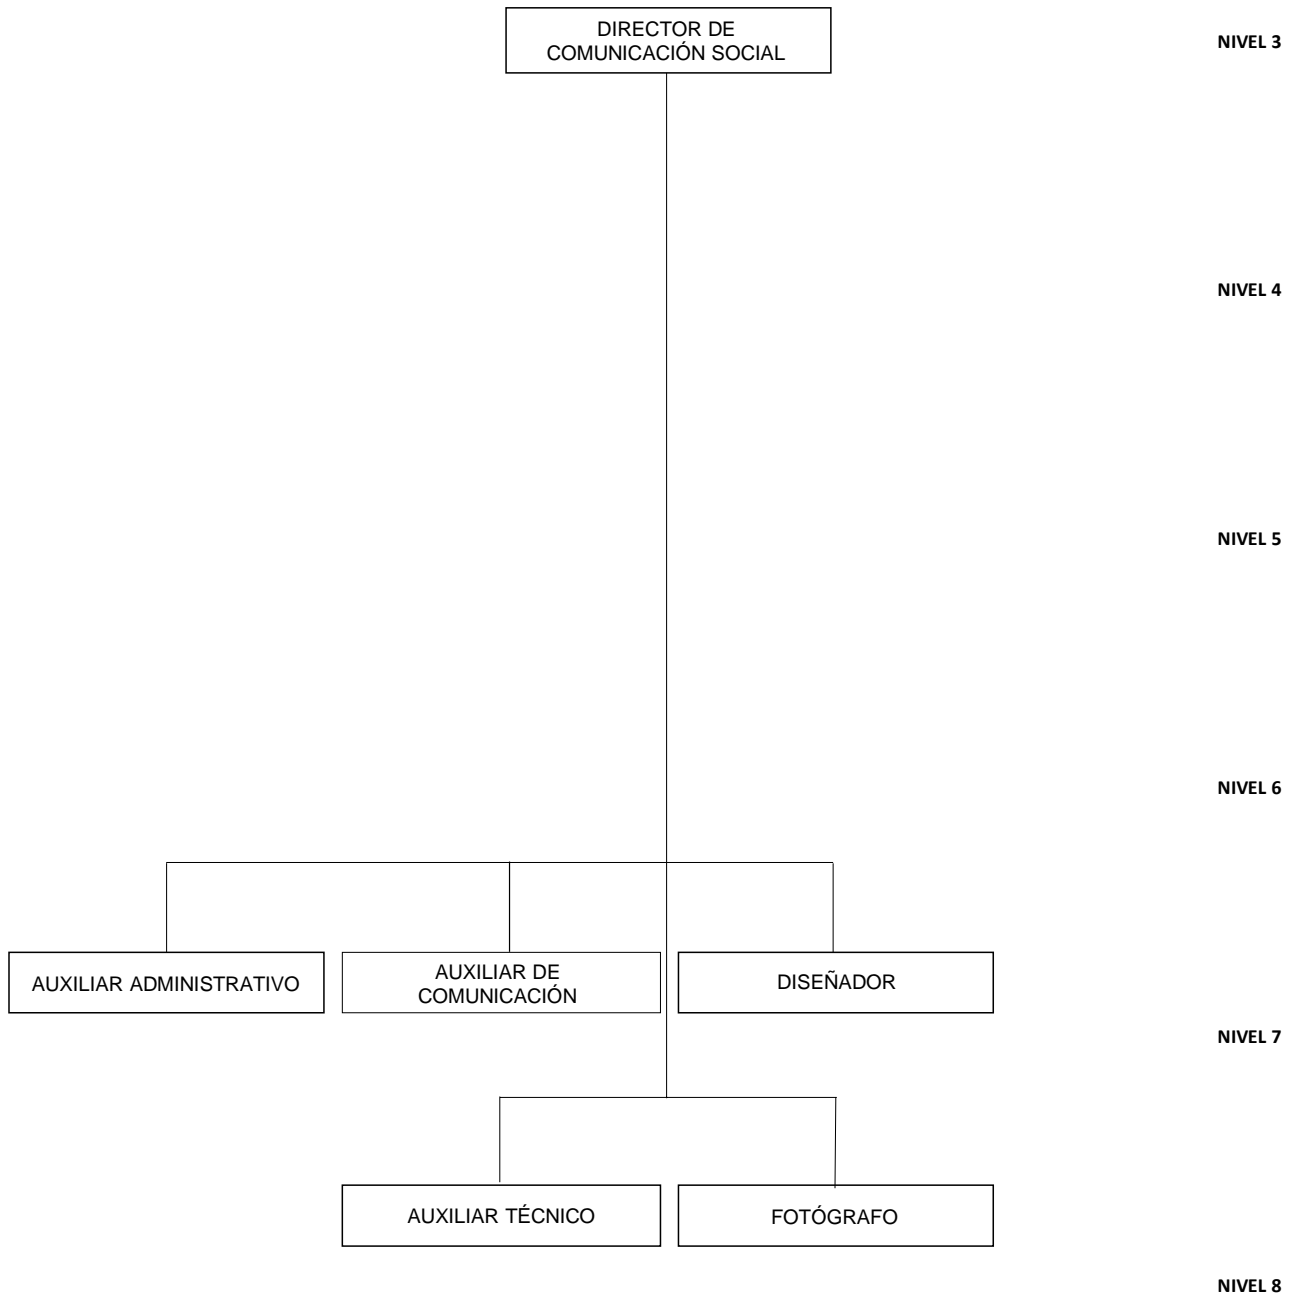 DIRECTOR DE
COMUNICACIÓN SOCIAL
NIVEL 3
NIVEL 4
NIVEL 5
NIVEL 6
AUXILIAR ADMINISTRATIVO
AUXILIAR DE
COMUNICACIÓN
DISEÑADOR
NIVEL 7
AUXILIAR TÉCNICO
FOTÓGRAFO
NIVEL 8